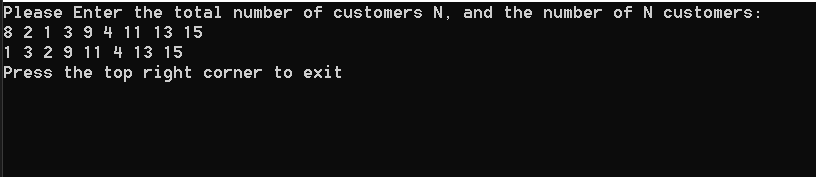 Please Enter the total number of customers N, and the number of N customers:
8 2 1 3 9 4 11 13 15
1 3 2 9 11 4 13 15
Press the top right corner to exit